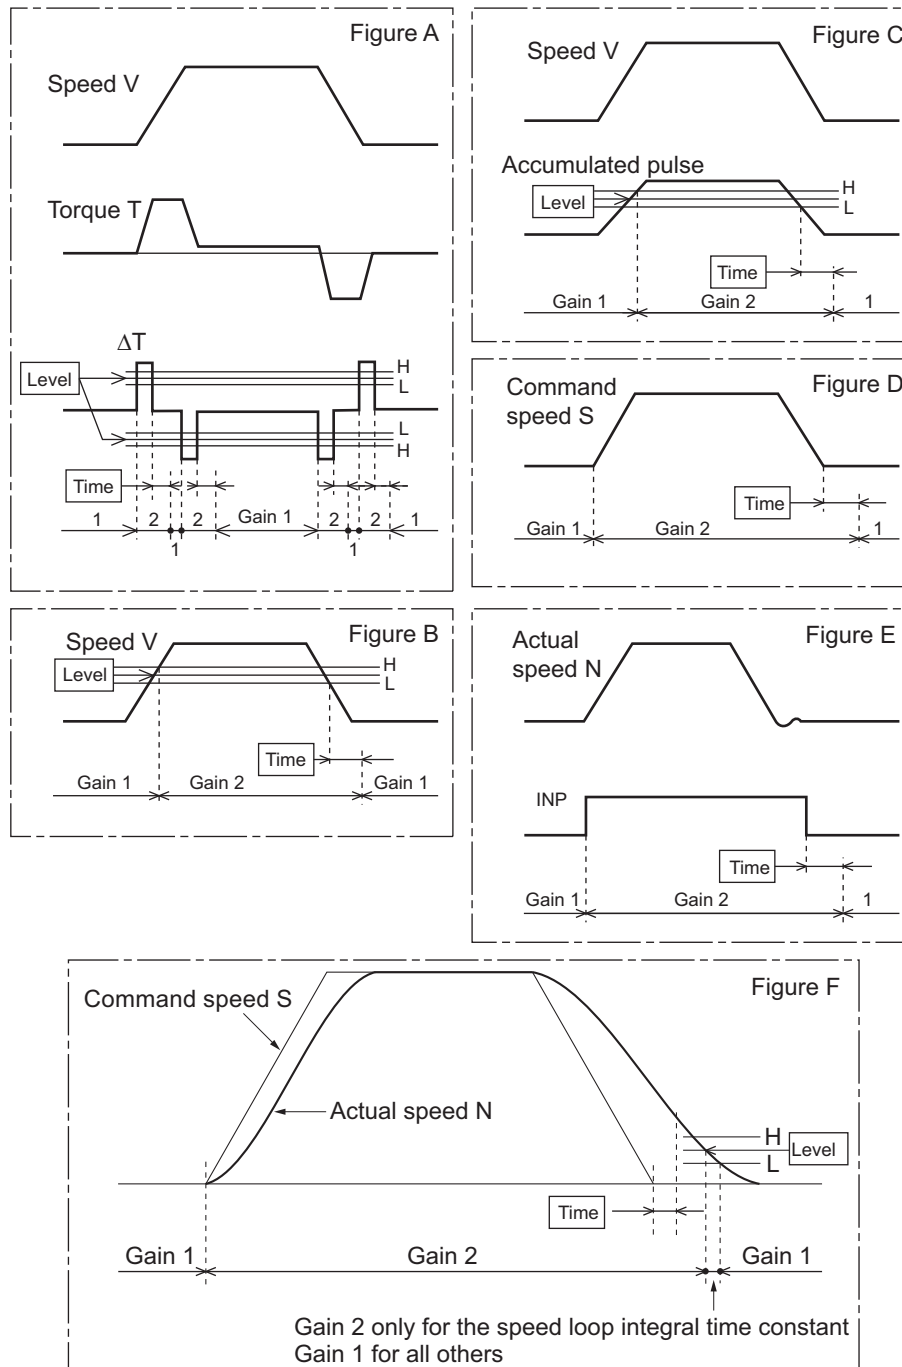 Figure A
Speed V
Torque T
ΔT
H
Level
L
L
H
Time
1 2 2 Gain 1 2 2 1
1 1
Figure B
Speed V
H
Level
L
Time
Gain 1 Gain 2 Gain 1
Figure C
Speed V
Accumulated pulse
H
Level
L
Time
Gain 1 Gain 2 1
Figure D
Command
speed S
Time
Gain 1 Gain 2 1
Figure E
Actual
speed N
INP
Time
Gain 1 Gain 2 1
Figure F
Command speed S
Actual speed N
H
Level
L
Time
Gain 1 Gain 2 Gain 1
Gain 2 only for the speed loop integral time constant
Gain 1 for all others